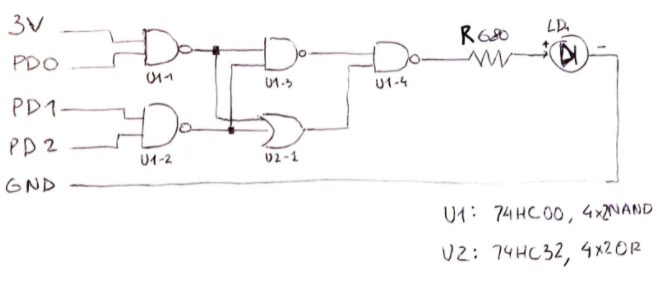 3V
PD0
U1-1
PD1
PD2
U1-2
GND
U1-3
U2-1
U1-4
R 680
LD1
+
-
U1: 74HC00, 4x2NAND
U2: 74HC32, 4x2OR